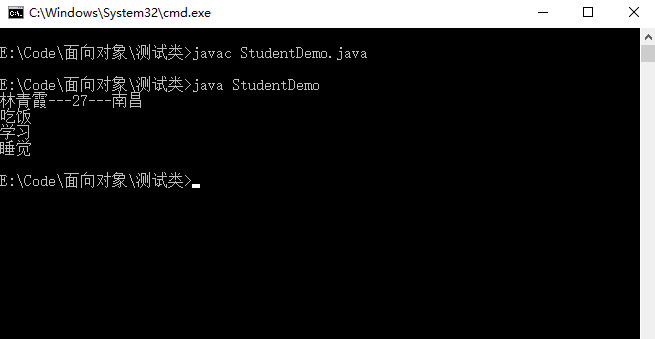 C:\Windows\System32\cmd.exe
E:\Code\面向对象\测试类>javac StudentDemo.java
E:\Code\面向对象\测试类>java StudentDemo
林青霞---27---南昌
吃饭
学习
睡觉
E:\Code\面向对象\测试类>